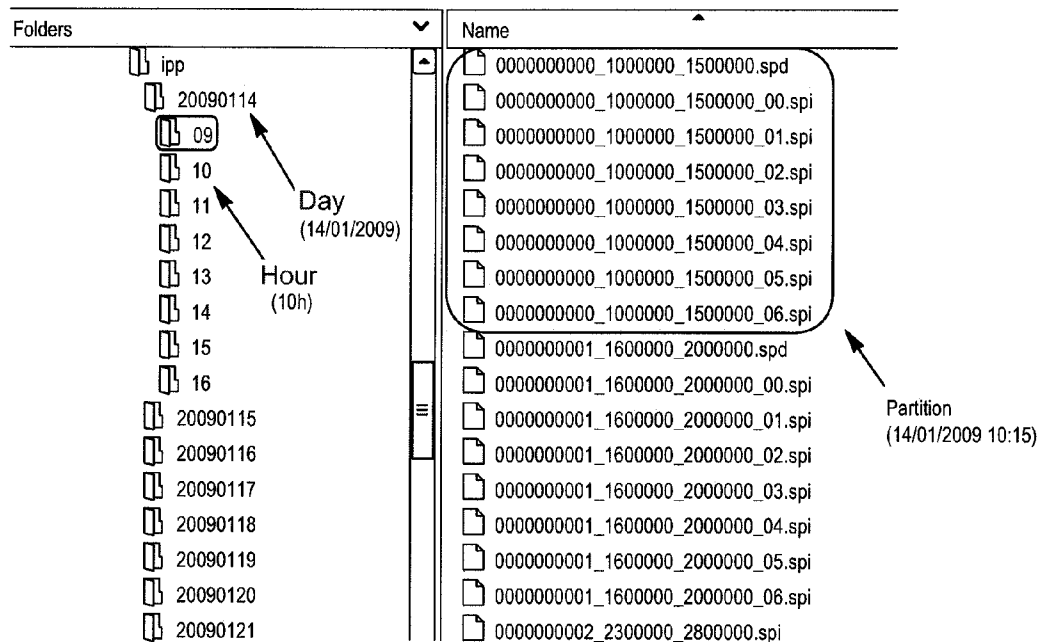 Folders
ipp
20090114
09
10
11
12
13
14
15
16
20090115
20090116
20090117
20090118
20090119
20090120
20090121
Day
(14/01/2009)
Hour
(10h)
Name
0000000000_1000000_1500000.spd
0000000000_1000000_1500000_00.spi
0000000000_1000000_1500000_01.spi
0000000000_1000000_1500000_02.spi
0000000000_1000000_1500000_03.spi
0000000000_1000000_1500000_04.spi
0000000000_1000000_1500000_05.spi
0000000000_1000000_1500000_06.spi
0000000001_1600000_2000000.spd
0000000001_1600000_2000000_00.spi
0000000001_1600000_2000000_01.spi
0000000001_1600000_2000000_02.spi
0000000001_1600000_2000000_03.spi
0000000001_1600000_2000000_04.spi
0000000001_1600000_2000000_05.spi
0000000001_1600000_2000000_06.spi
0000000002_2300000_2800000.spi
Partition
(14/01/2009 10:15)